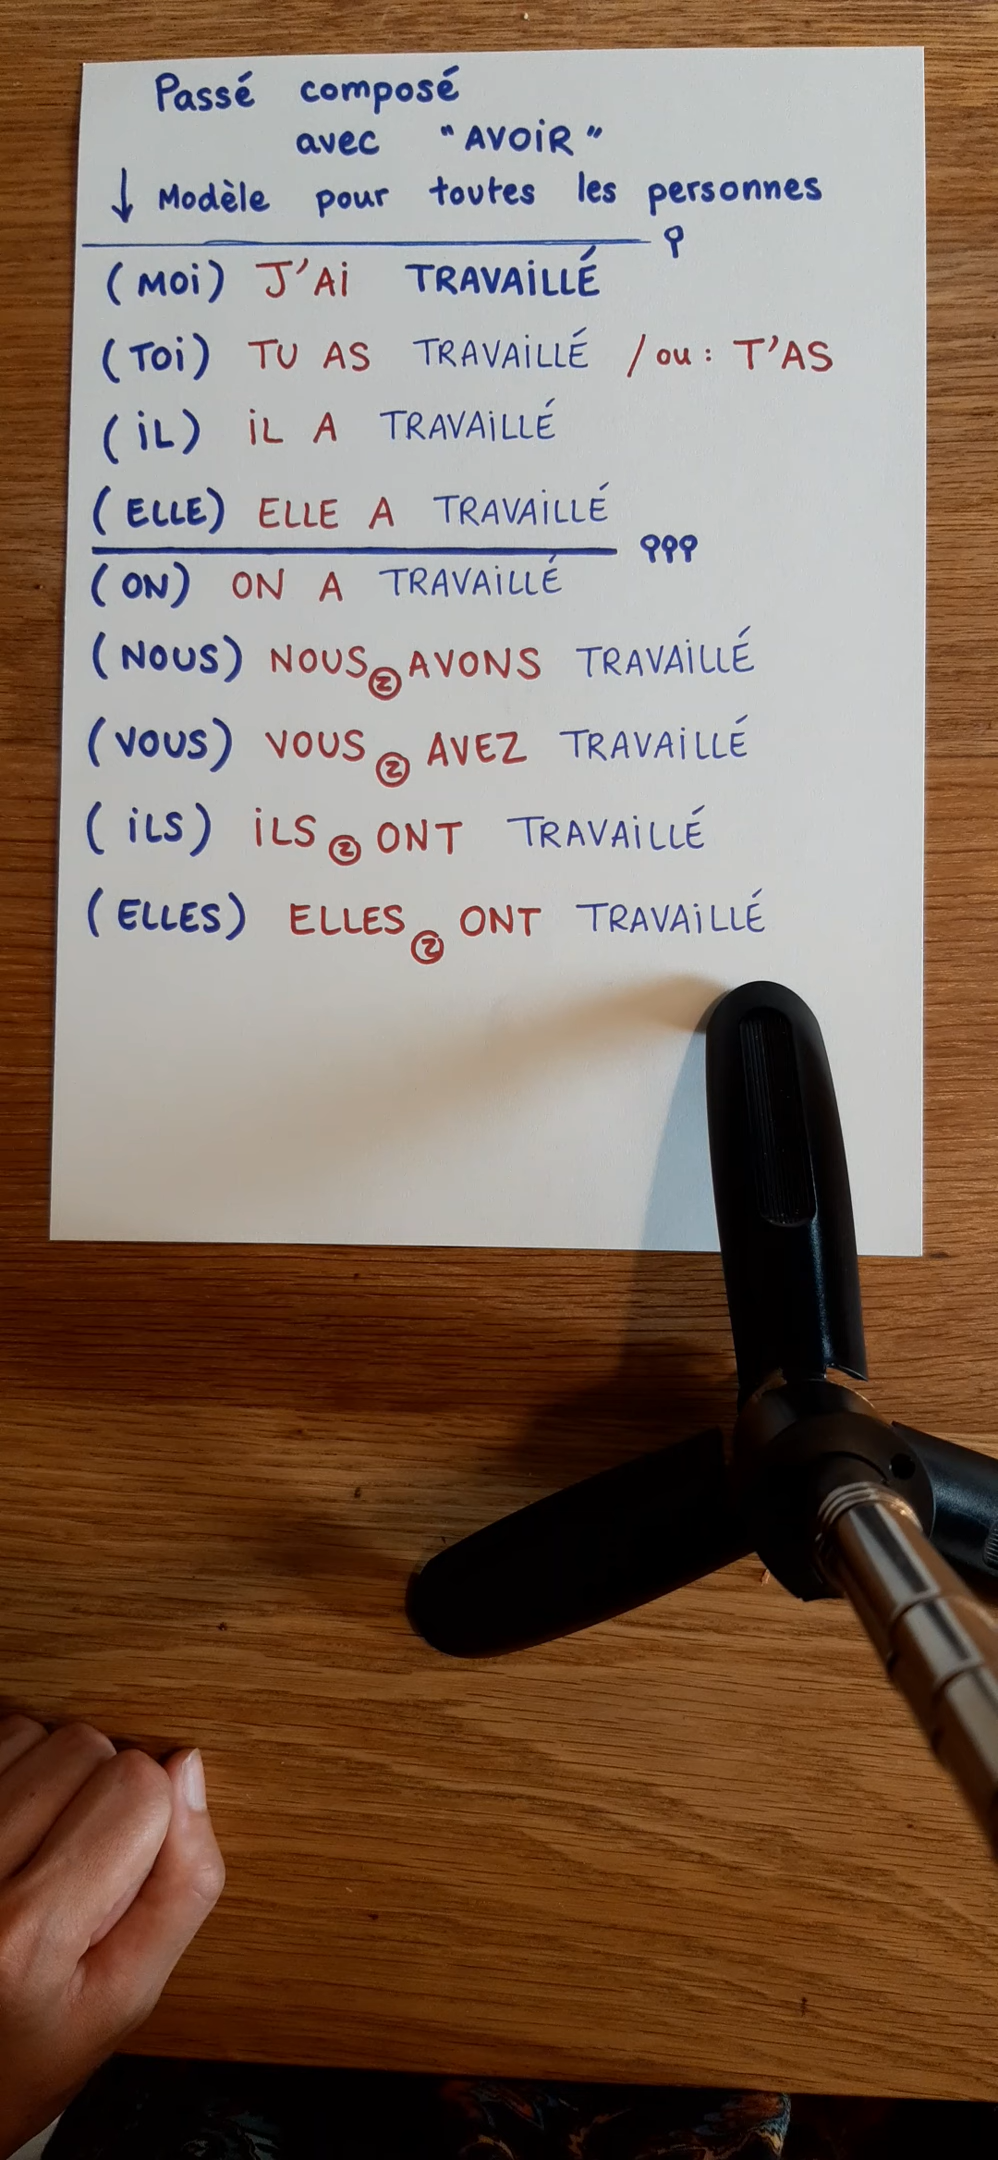 Passé composé
avec "AVOiR"
↓ Modèle pour toutes les personnes
(MOi) J'Ai TRAVAiLLÉ
(TOi) TU AS TRAVAiLLÉ / ou : T'AS
(iL) iL A TRAVAiLLÉ
(ELLE) ELLE A TRAVAiLLÉ
(ON) ON A TRAVAiLLÉ
(NOUS) NOUS Z AVONS TRAVAiLLÉ
(VOUS) VOUS Z AVEZ TRAVAiLLÉ
(iLS) iLS Z ONT TRAVAiLLÉ
(ELLES) ELLES Z ONT TRAVAiLLÉ